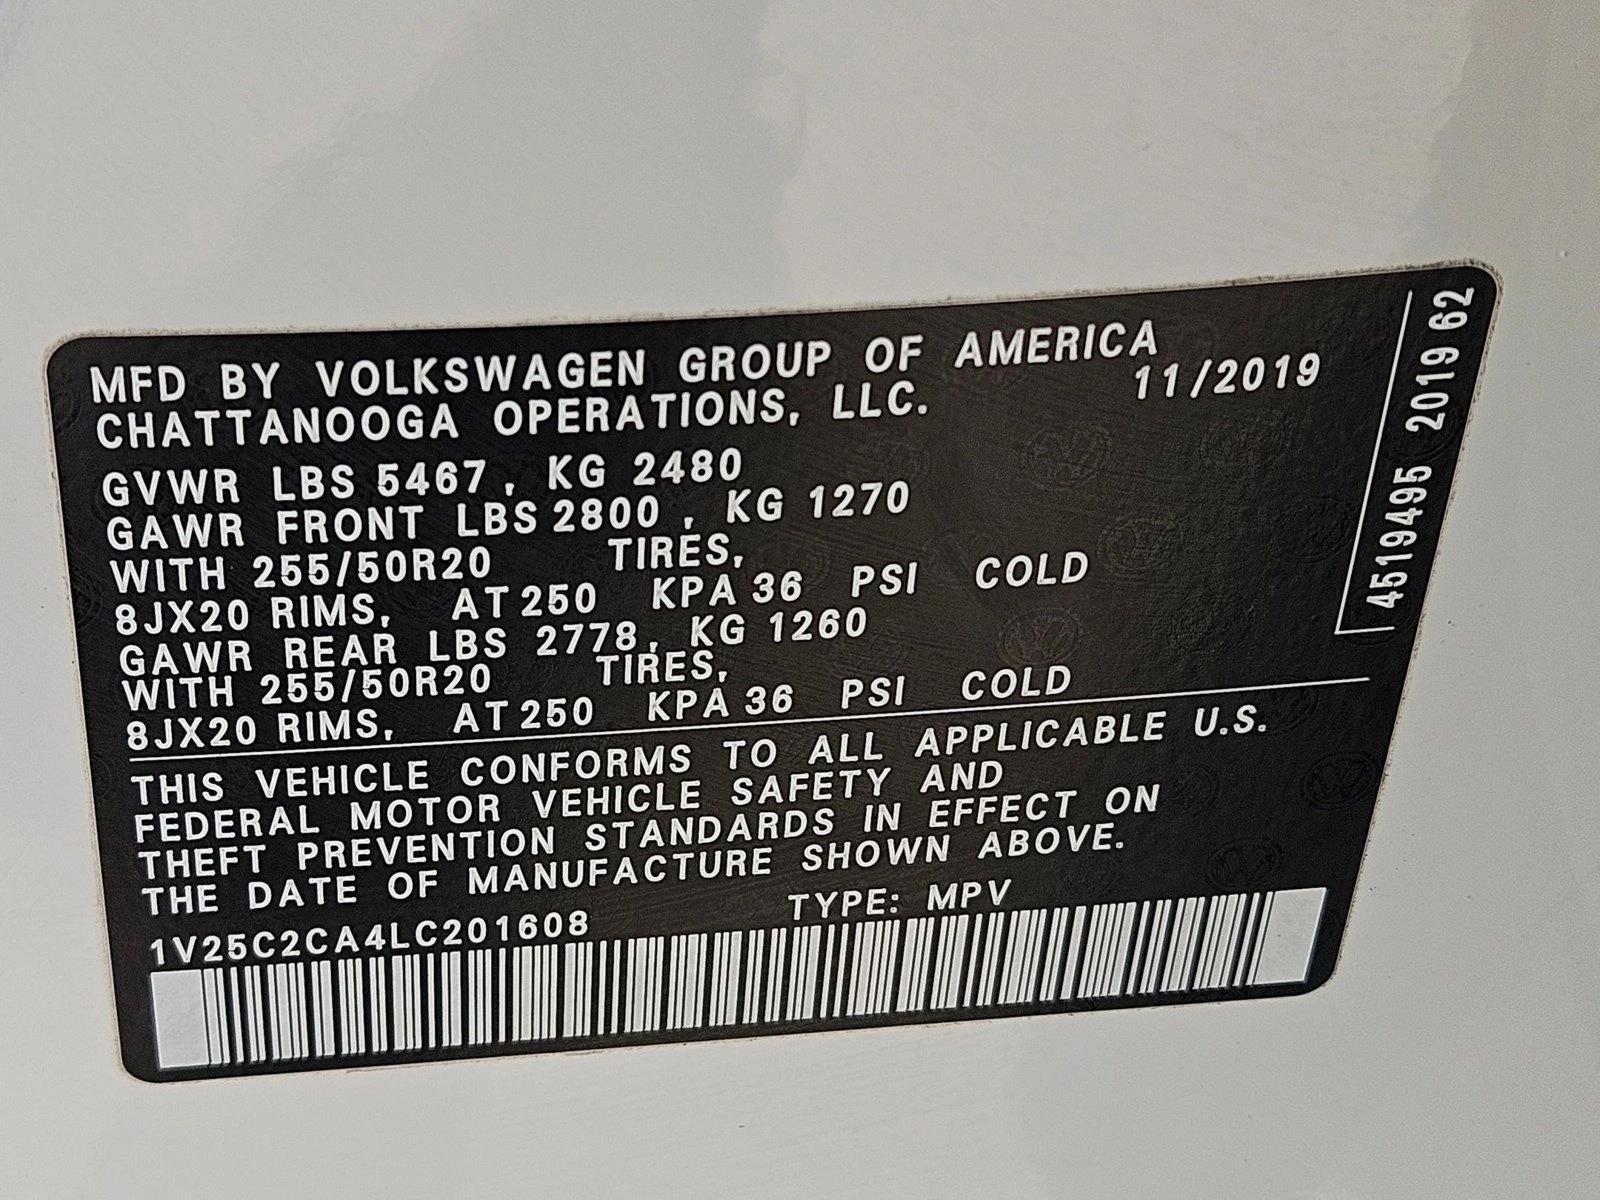 MFD BY VOLKSWAGEN GROUP OF AMERICA
CHATTANOOGA OPERATIONS, LLC. 11/2019
GVWR LBS 5467, KG 2480
GAWR FRONT LBS 2800, KG 1270
WITH 255/50R20 TIRES,
8JX20 RIMS, AT 250 KPA 36 PSI COLD
GAWR REAR LBS 2778, KG 1260
WITH 255/50R20 TIRES,
8JX20 RIMS, AT 250 KPA 36 PSI COLD
THIS VEHICLE CONFORMS TO ALL APPLICABLE U.S.
FEDERAL MOTOR VEHICLE SAFETY AND
THEFT PREVENTION STANDARDS IN EFFECT ON
THE DATE OF MANUFACTURE SHOWN ABOVE.
1V25C2CA4LC201608 TYPE: MPV
4519495 2019 62